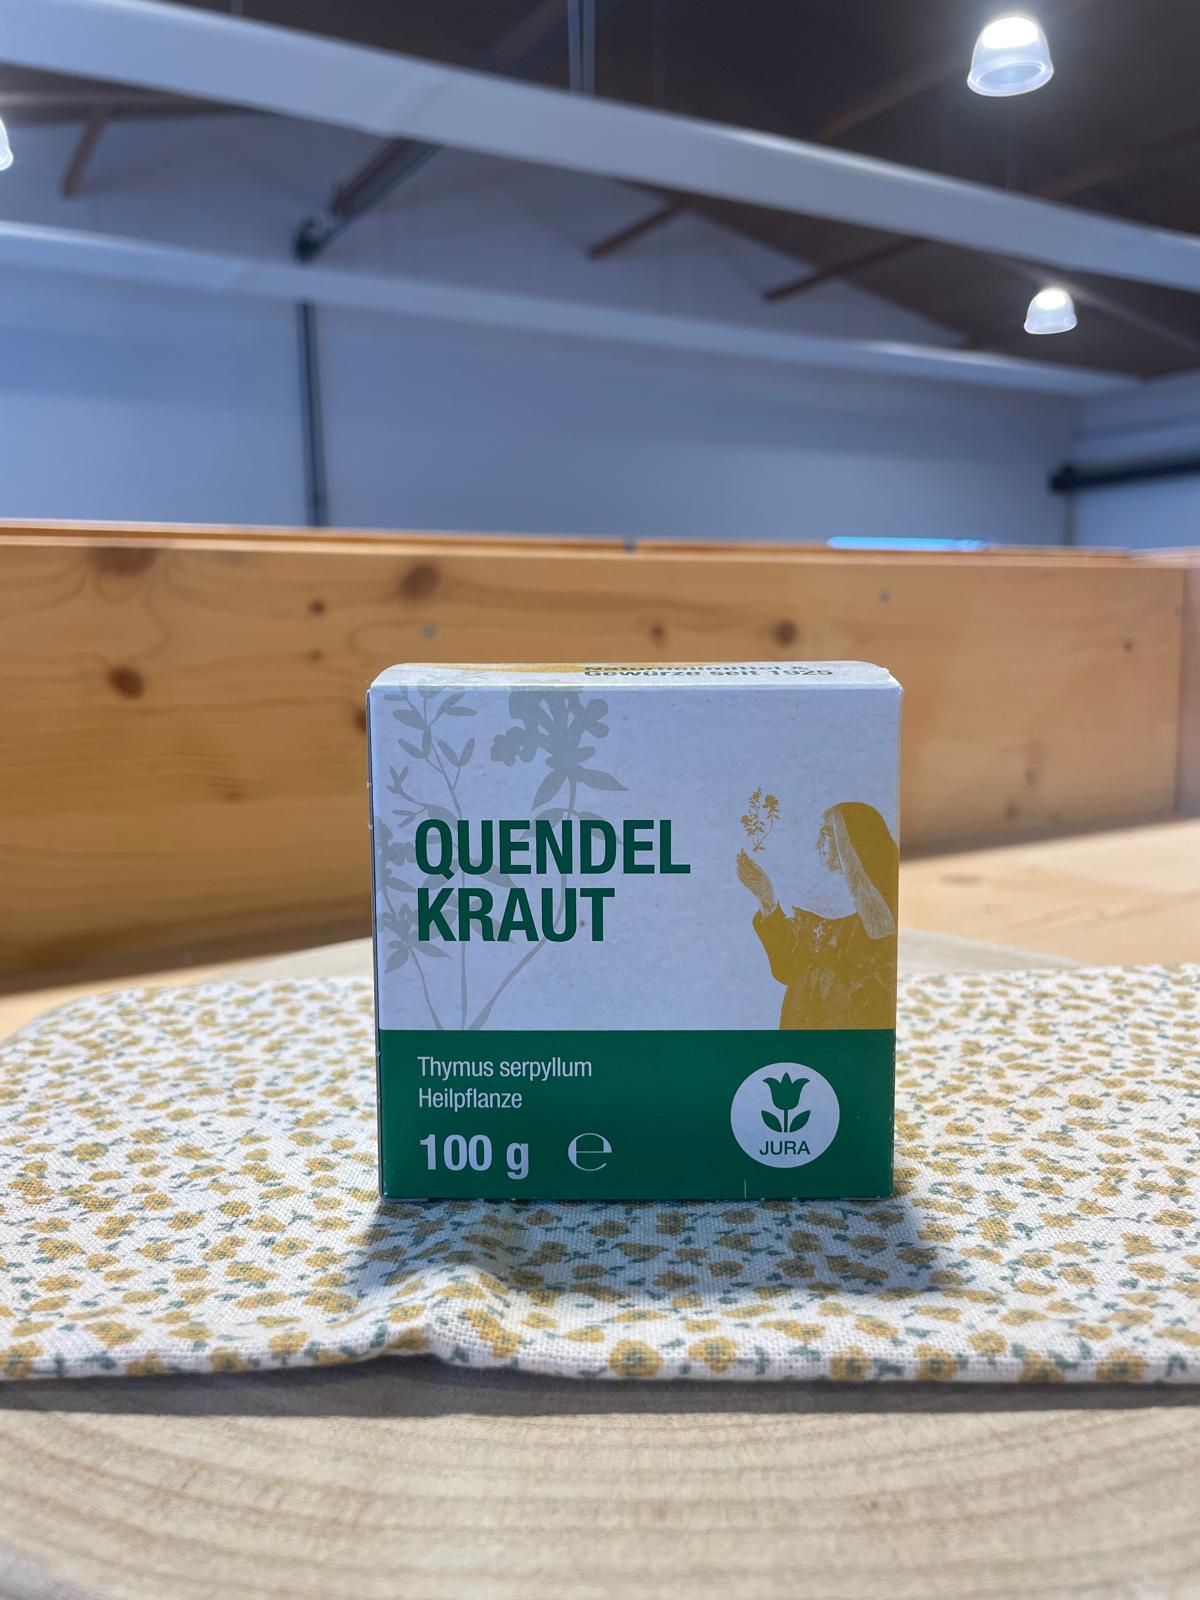 Naturheilmittel &
Gewürze seit 1925
QUENDEL
KRAUT
Thymus serpyllum
Heilpflanze
100 g ℮
JURA